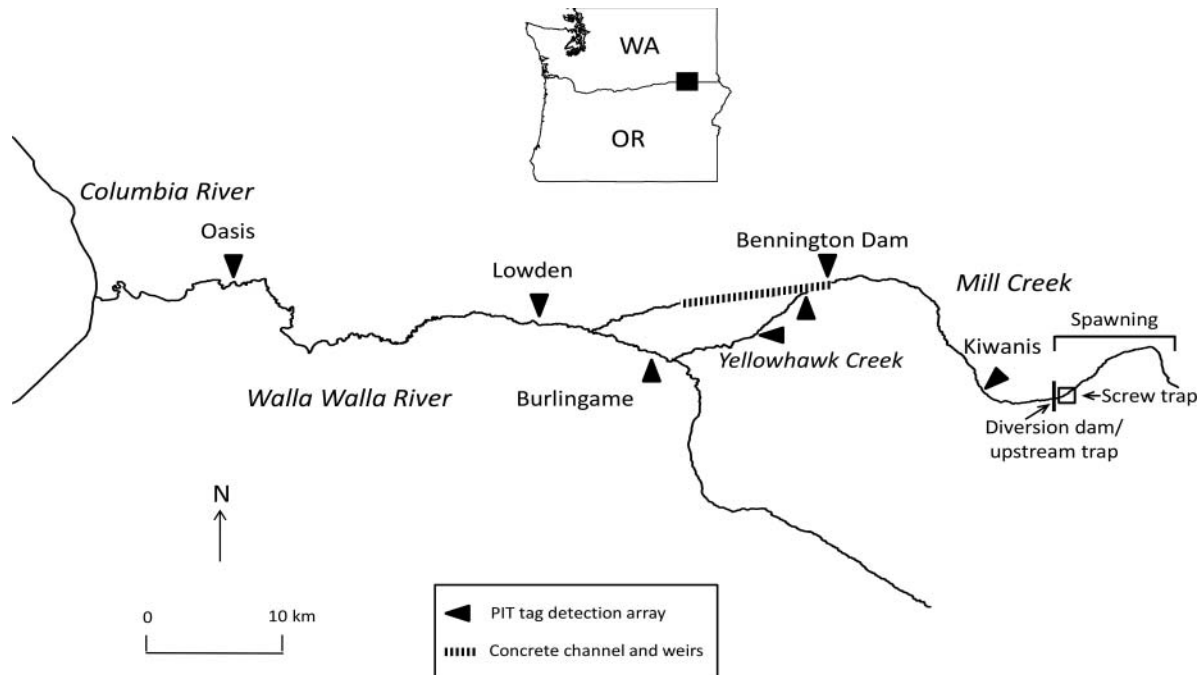 WA
OR
Columbia River
Oasis
Lowden
Bennington Dam
Mill Creek
Spawning
Kiwanis
Yellowhawk Creek
Walla Walla River
Burlingame
Screw trap
Diversion dam/
upstream trap
N
0 10 km
PIT tag detection array
Concrete channel and weirs